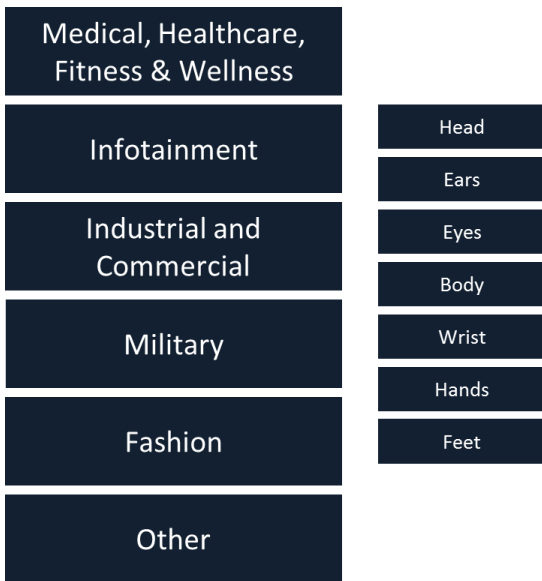 Medical, Healthcare,
Fitness & Wellness
Infotainment
Industrial and
Commercial
Military
Fashion
Other
Head
Ears
Eyes
Body
Wrist
Hands
Feet